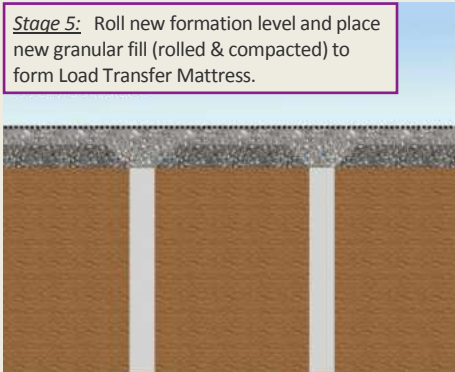 Stage 5: Roll new formation level and place
new granular fill (rolled & compacted) to
form Load Transfer Mattress.